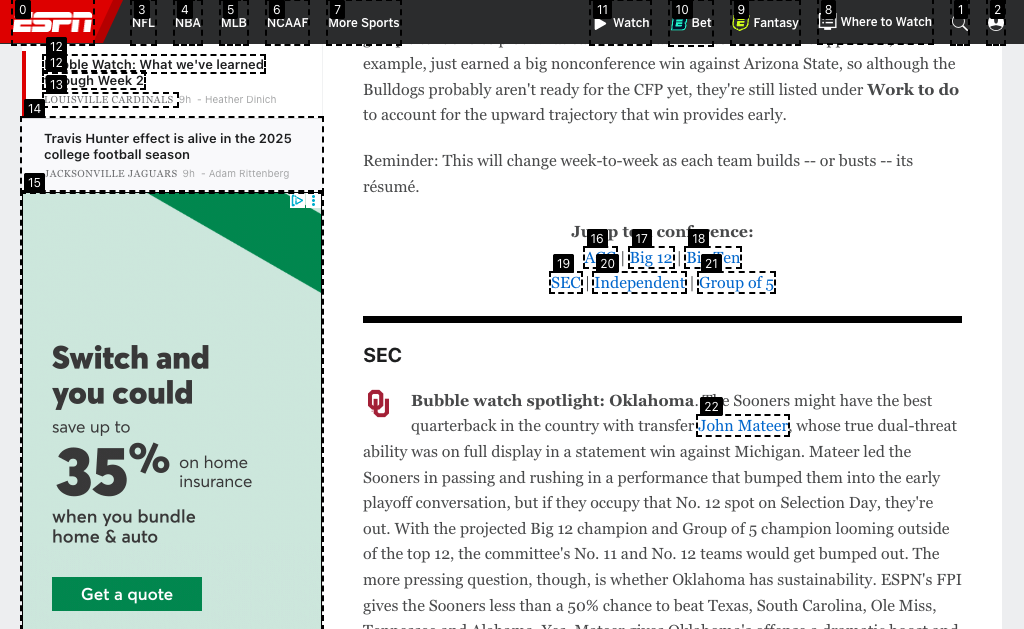 ESPN
NFL
NBA
MLB
NCAAF
More Sports
Watch
Bet
Fantasy
Where to Watch
0
3
4
5
6
7
11
10
9
8
1
2
12
12
Bubble Watch: What we've learned
through Week 2
13
LOUISVILLE CARDINALS 9h - Heather Dinich
14
Travis Hunter effect is alive in the 2025
college football season
JACKSONVILLE JAGUARS 9h - Adam Rittenberg
15
Switch and
you could
save up to
35% on home
insurance
when you bundle
home & auto
Get a quote
example, just earned a big nonconference win against Arizona State, so although the
Bulldogs probably aren't ready for the CFP yet, they're still listed under Work to do
to account for the upward trajectory that win provides early.
Reminder: This will change week-to-week as each team builds -- or busts -- its
résumé.
Jump to a conference:
16
17
18
ACC | Big 12 | Big Ten
19
20
21
SEC | Independent | Group of 5
SEC
Bubble watch spotlight: Oklahoma. The Sooners might have the best
22
quarterback in the country with transfer John Mateer, whose true dual-threat
ability was on full display in a statement win against Michigan. Mateer led the
Sooners in passing and rushing in a performance that bumped them into the early
playoff conversation, but if they occupy that No. 12 spot on Selection Day, they're
out. With the projected Big 12 champion and Group of 5 champion looming outside
of the top 12, the committee's No. 11 and No. 12 teams would get bumped out. The
more pressing question, though, is whether Oklahoma has sustainability. ESPN's FPI
gives the Sooners less than a 50% chance to beat Texas, South Carolina, Ole Miss,